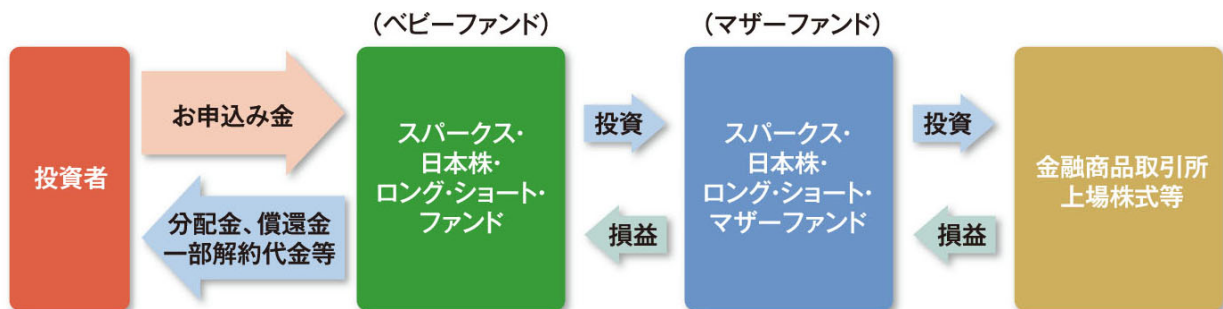 (ベビーファンド)
(マザーファンド)
投資者
お申込み金
分配金、償還金
一部解約代金等
スパークス・
日本株・
ロング・ショート・
ファンド
投資
損益
スパークス・
日本株・
ロング・ショート・
マザーファンド
投資
損益
金融商品取引所
上場株式等